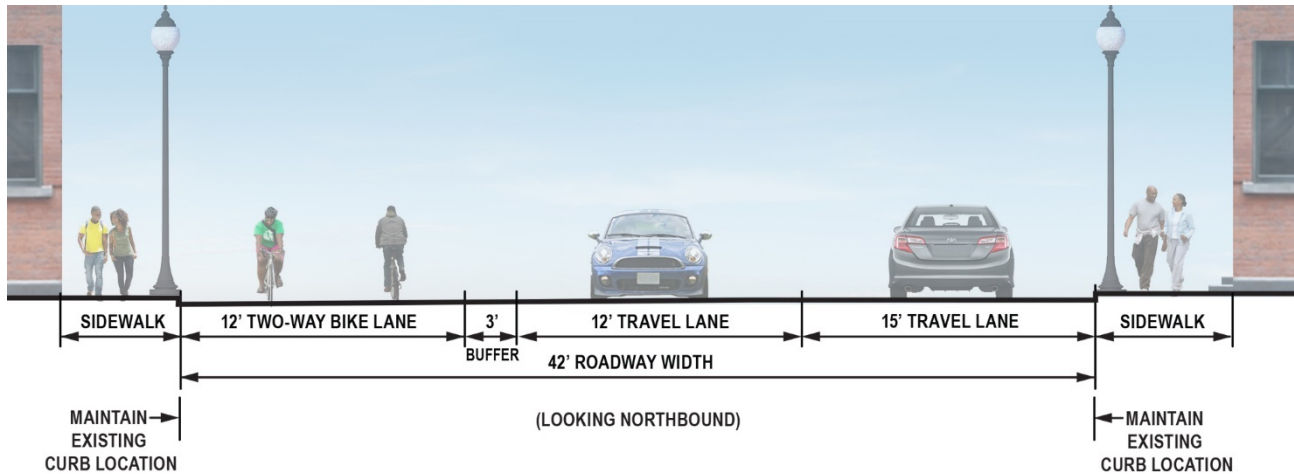 SIDEWALK
12’ TWO-WAY BIKE LANE
3’
BUFFER
12’ TRAVEL LANE
15’ TRAVEL LANE
SIDEWALK
42’ ROADWAY WIDTH
(LOOKING NORTHBOUND)
MAINTAIN
EXISTING
CURB LOCATION
MAINTAIN
EXISTING
CURB LOCATION